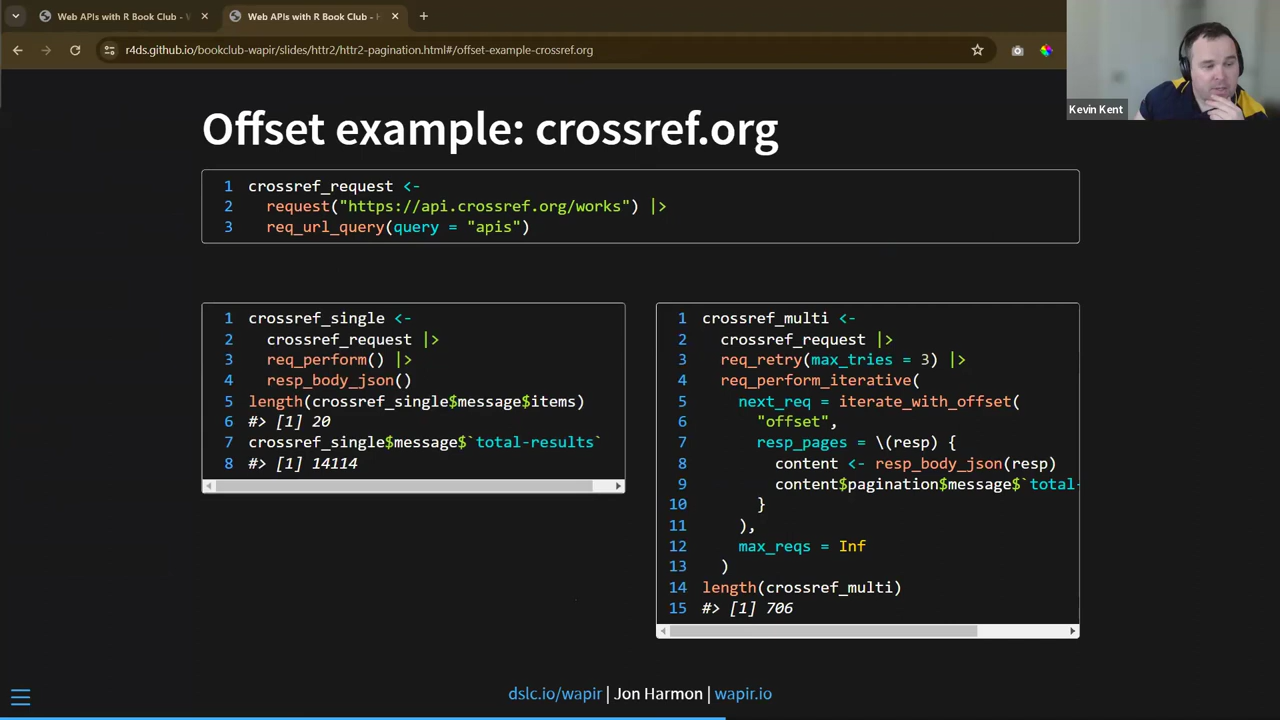 Web APIs with R Book Club - W
Web APIs with R Book Club - H
r4ds.github.io/bookclub-wapir/slides/httr2/httr2-pagination.html#/offset-example-crossref.org
Kevin Kent
Offset example: crossref.org
1 crossref_request <-
2   request("https://api.crossref.org/works") |>
3   req_url_query(query = "apis")
1 crossref_single <-
2   crossref_request |>
3   req_perform() |>
4   resp_body_json()
5 length(crossref_single$message$items)
6 #> [1] 20
7 crossref_single$message$`total-results`
8 #> [1] 14114
1 crossref_multi <-
2   crossref_request |>
3   req_retry(max_tries = 3) |>
4   req_perform_iterative(
5     next_req = iterate_with_offset(
6       "offset",
7       resp_pages = \(resp) {
8         content <- resp_body_json(resp)
9         content$pagination$message$`total-
10       }
11     ),
12     max_reqs = Inf
13   )
14 length(crossref_multi)
15 #> [1] 706
dslc.io/wapir | Jon Harmon | wapir.io